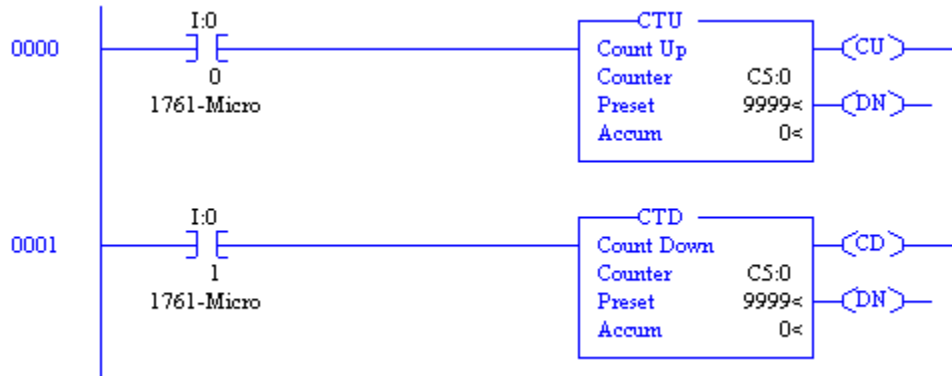 I:0
CTU
0000
Count Up
CU
0
Counter C5:0
1761-Micro
Preset 9999<
DN
Accum 0<
I:0
CTD
0001
Count Down
CD
1
Counter C5:0
1761-Micro
Preset 9999<
DN
Accum 0<